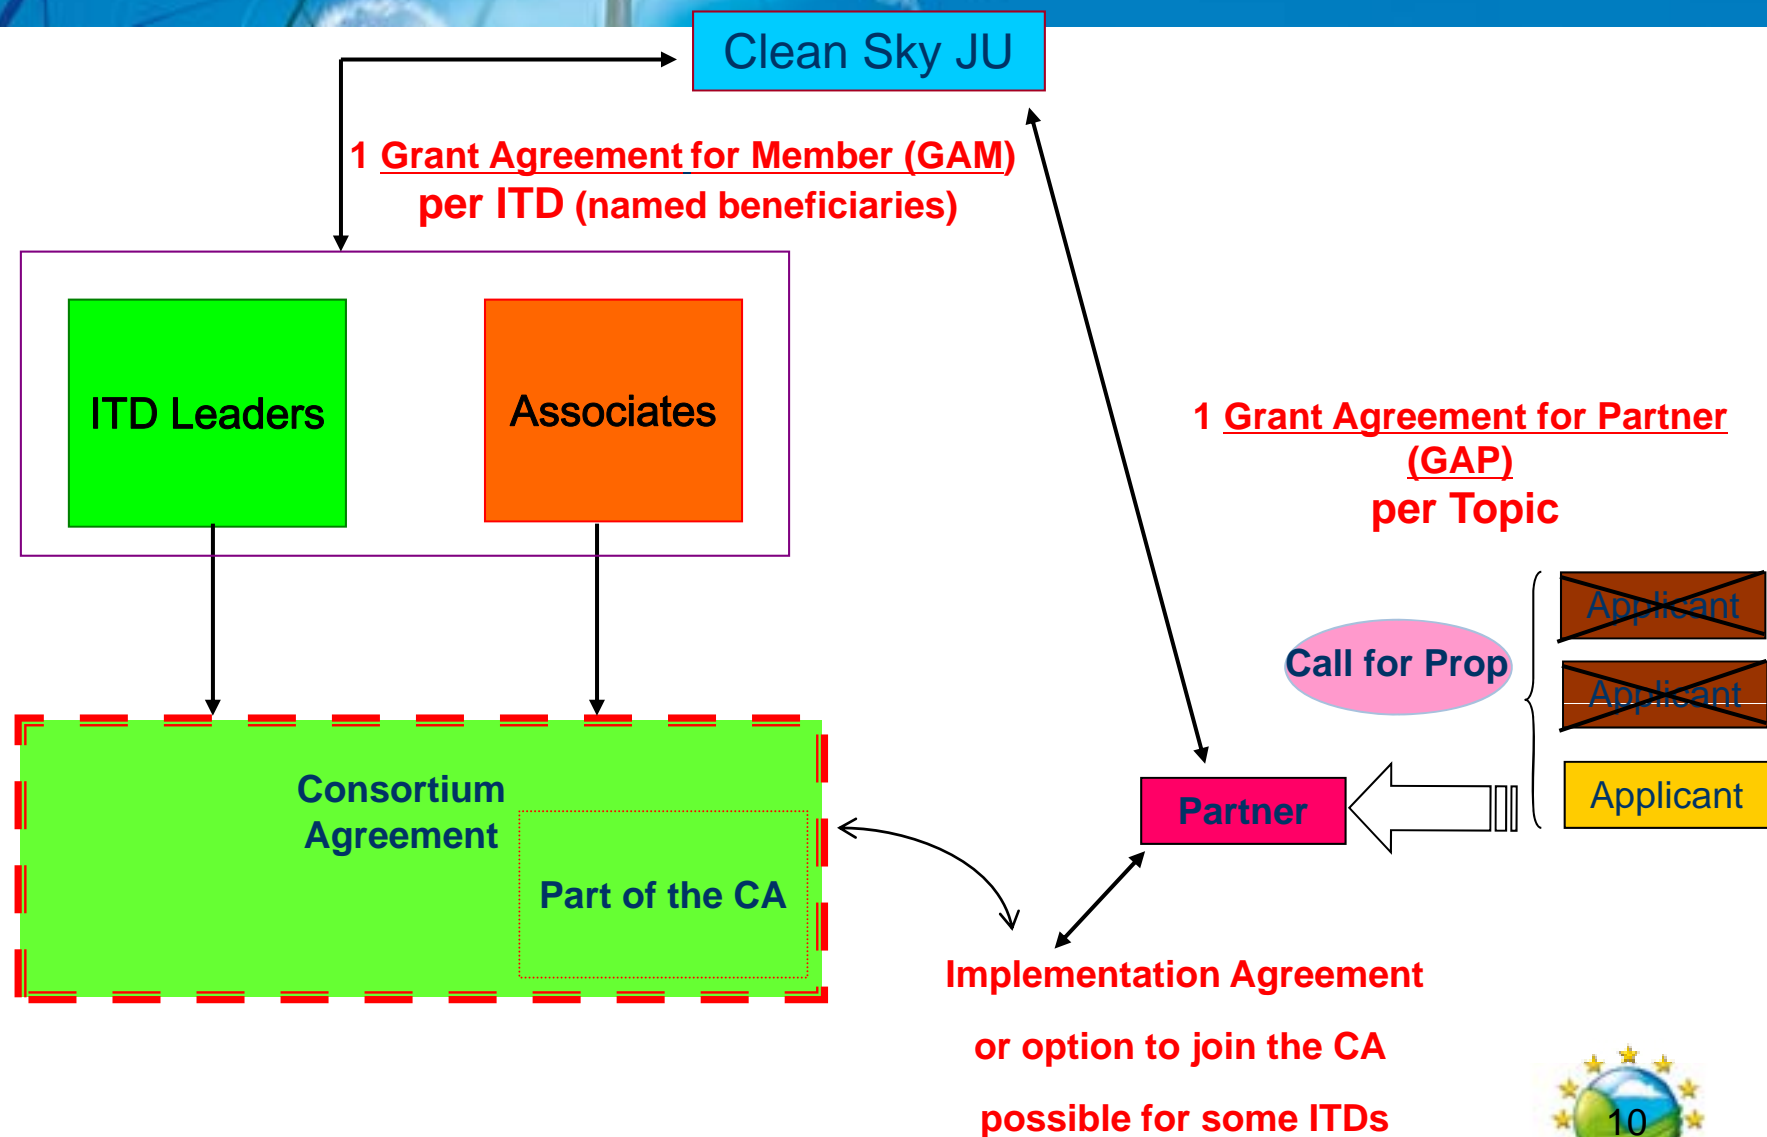 Clean Sky JU
1 Grant Agreement for Member (GAM)
per ITD (named beneficiaries)
ITD Leaders
Associates
1 Grant Agreement for Partner
(GAP)
per Topic
Applicant
Call for Prop
Applicant
Applicant
Partner
Consortium
Agreement
Part of the CA
Implementation Agreement
or option to join the CA
possible for some ITDs
10